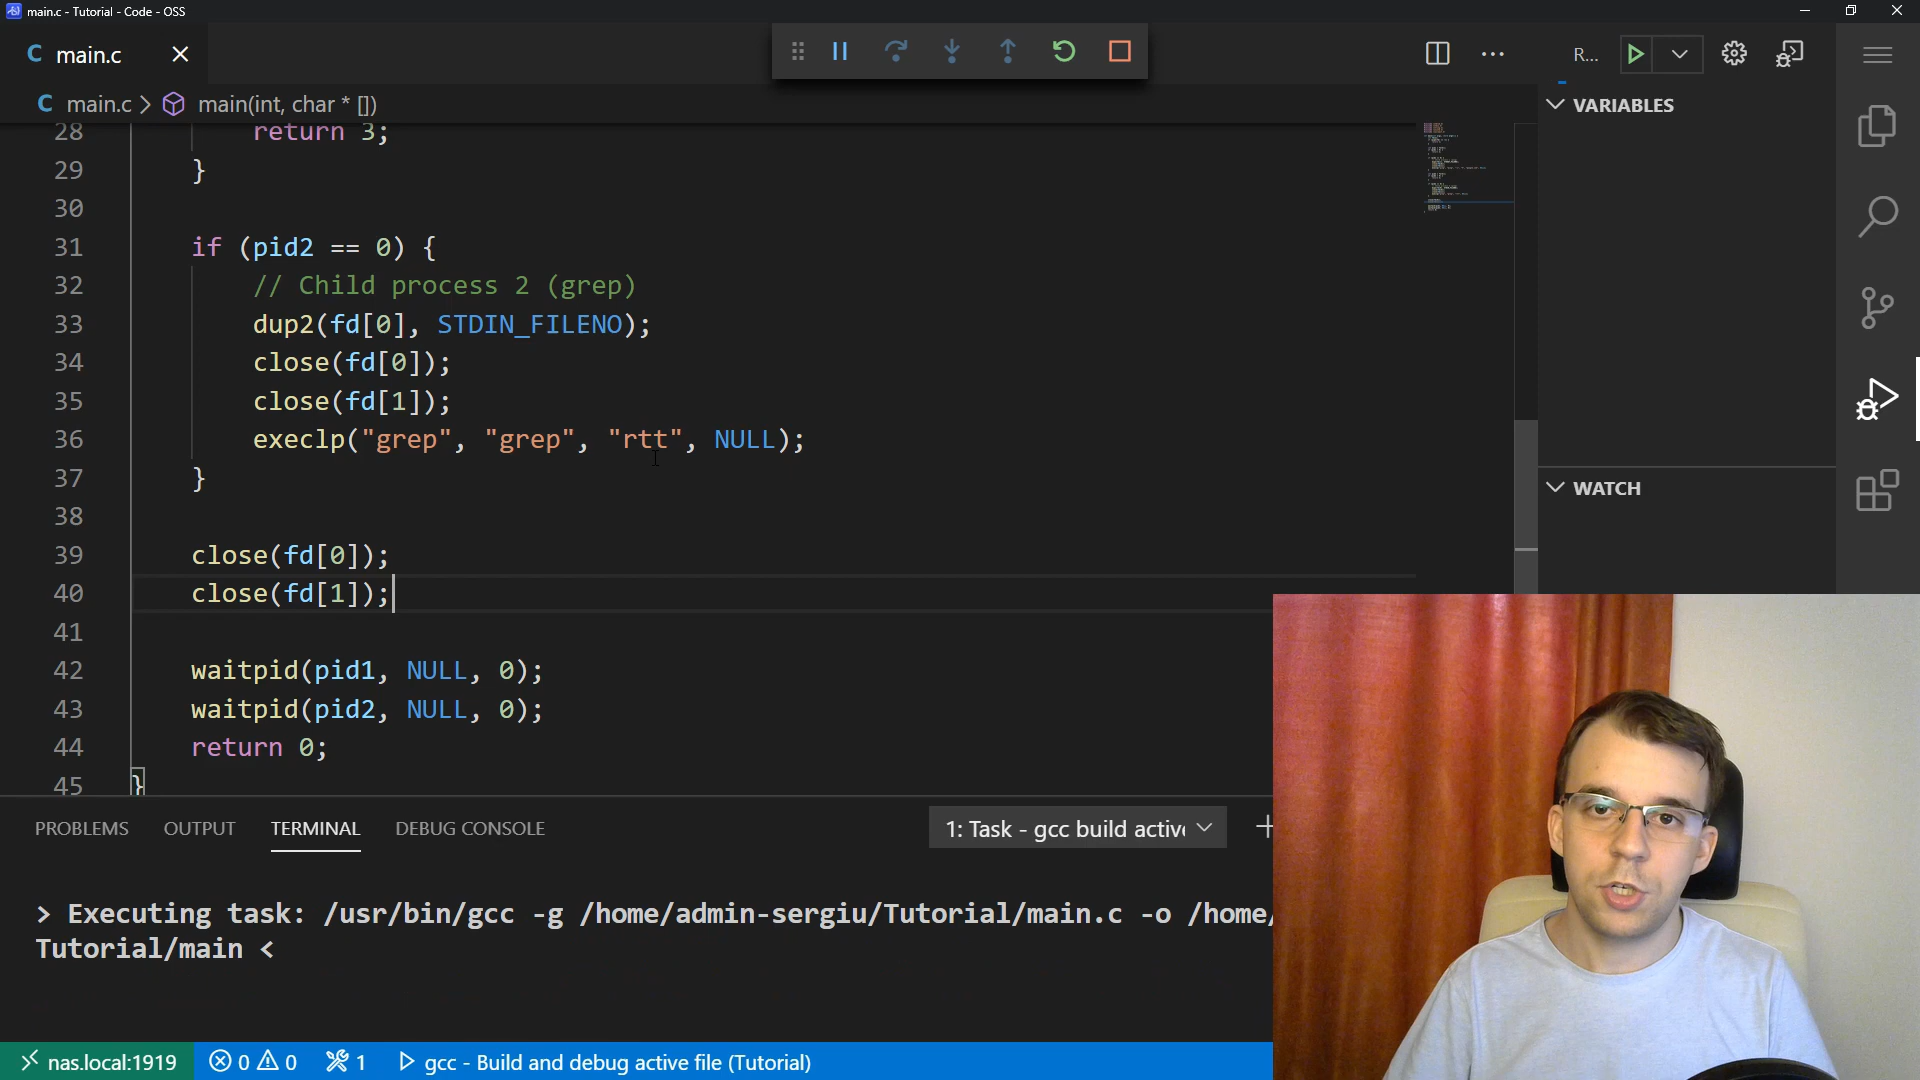 main.c - Tutorial - Code - OSS
C main.c
R...
C main.c > main(int, char * [])
VARIABLES
28 return 3;
29 }
30
31 if (pid2 == 0) {
32 // Child process 2 (grep)
33 dup2(fd[0], STDIN_FILENO);
34 close(fd[0]);
35 close(fd[1]);
36 execlp("grep", "grep", "rtt", NULL);
37 }
38
39 close(fd[0]);
40 close(fd[1]);
41
42 waitpid(pid1, NULL, 0);
43 waitpid(pid2, NULL, 0);
44 return 0;
45 }
WATCH
PROBLEMS OUTPUT TERMINAL DEBUG CONSOLE 1: Task - gcc build active
> Executing task: /usr/bin/gcc -g /home/admin-sergiu/Tutorial/main.c -o /home/
Tutorial/main <
nas.local:1919 0 0 1 gcc - Build and debug active file (Tutorial)